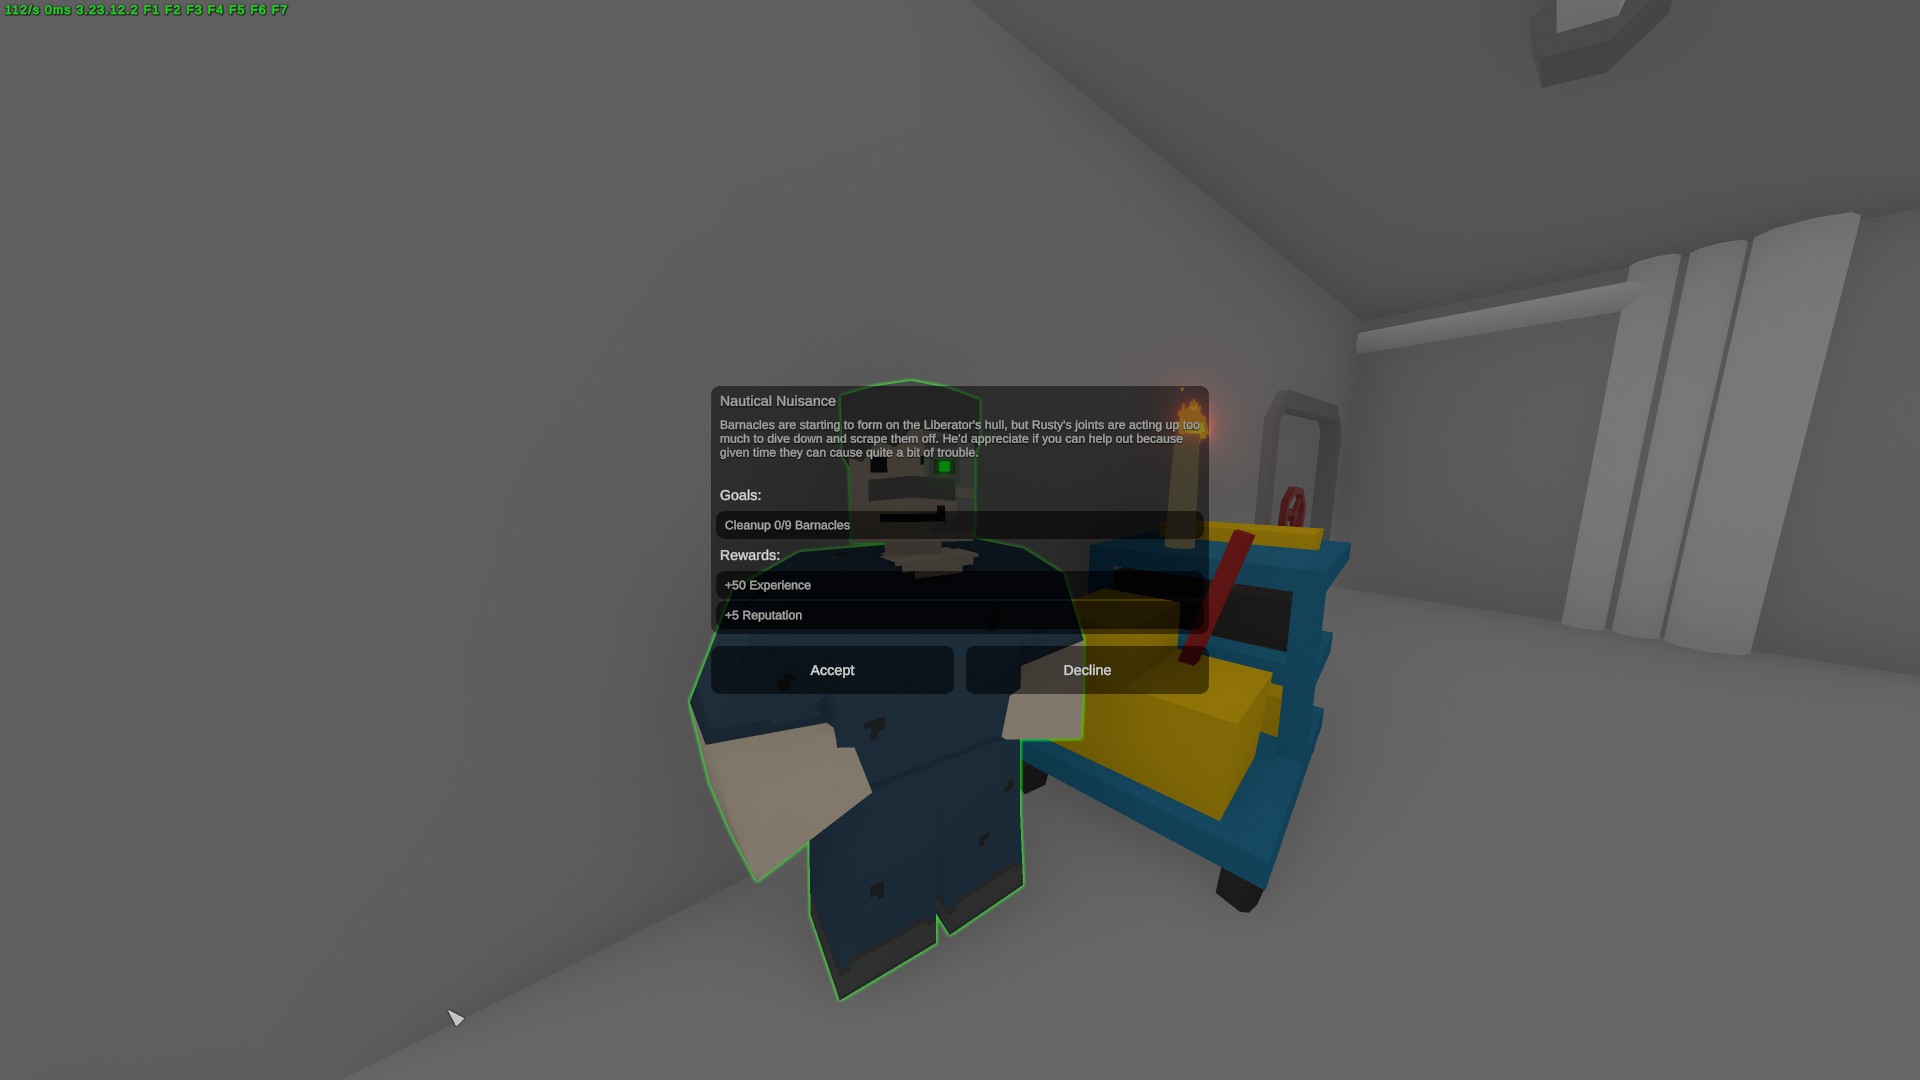 112/s 0ms 3.23.12.2 F1 F2 F3 F4 F5 F6 F7
Nautical Nuisance
Barnacles are starting to form on the Liberator's hull, but Rusty's joints are acting up too
much to dive down and scrape them off. He'd appreciate if you can help out because
given time they can cause quite a bit of trouble.
Goals:
Cleanup 0/9 Barnacles
Rewards:
+50 Experience
+5 Reputation
Accept
Decline